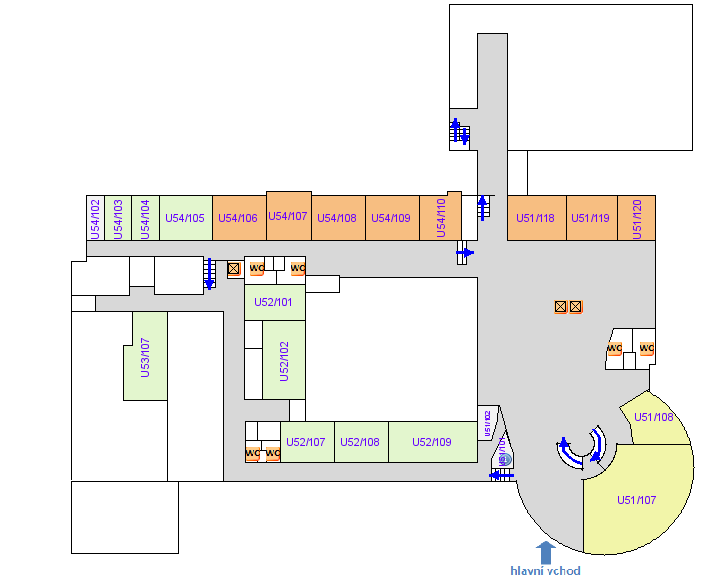 U54/102
U54/103
U54/104
U54/105
U54/106
U54/107
U54/108
U54/109
U54/110
U51/118
U51/119
U51/120
WC
WC
U52/101
U53/107
U52/102
WC
WC
U51/102
U51/101
U51/108
U52/107
U52/108
U52/109
WC
WC
U51/107
hlavní vchod